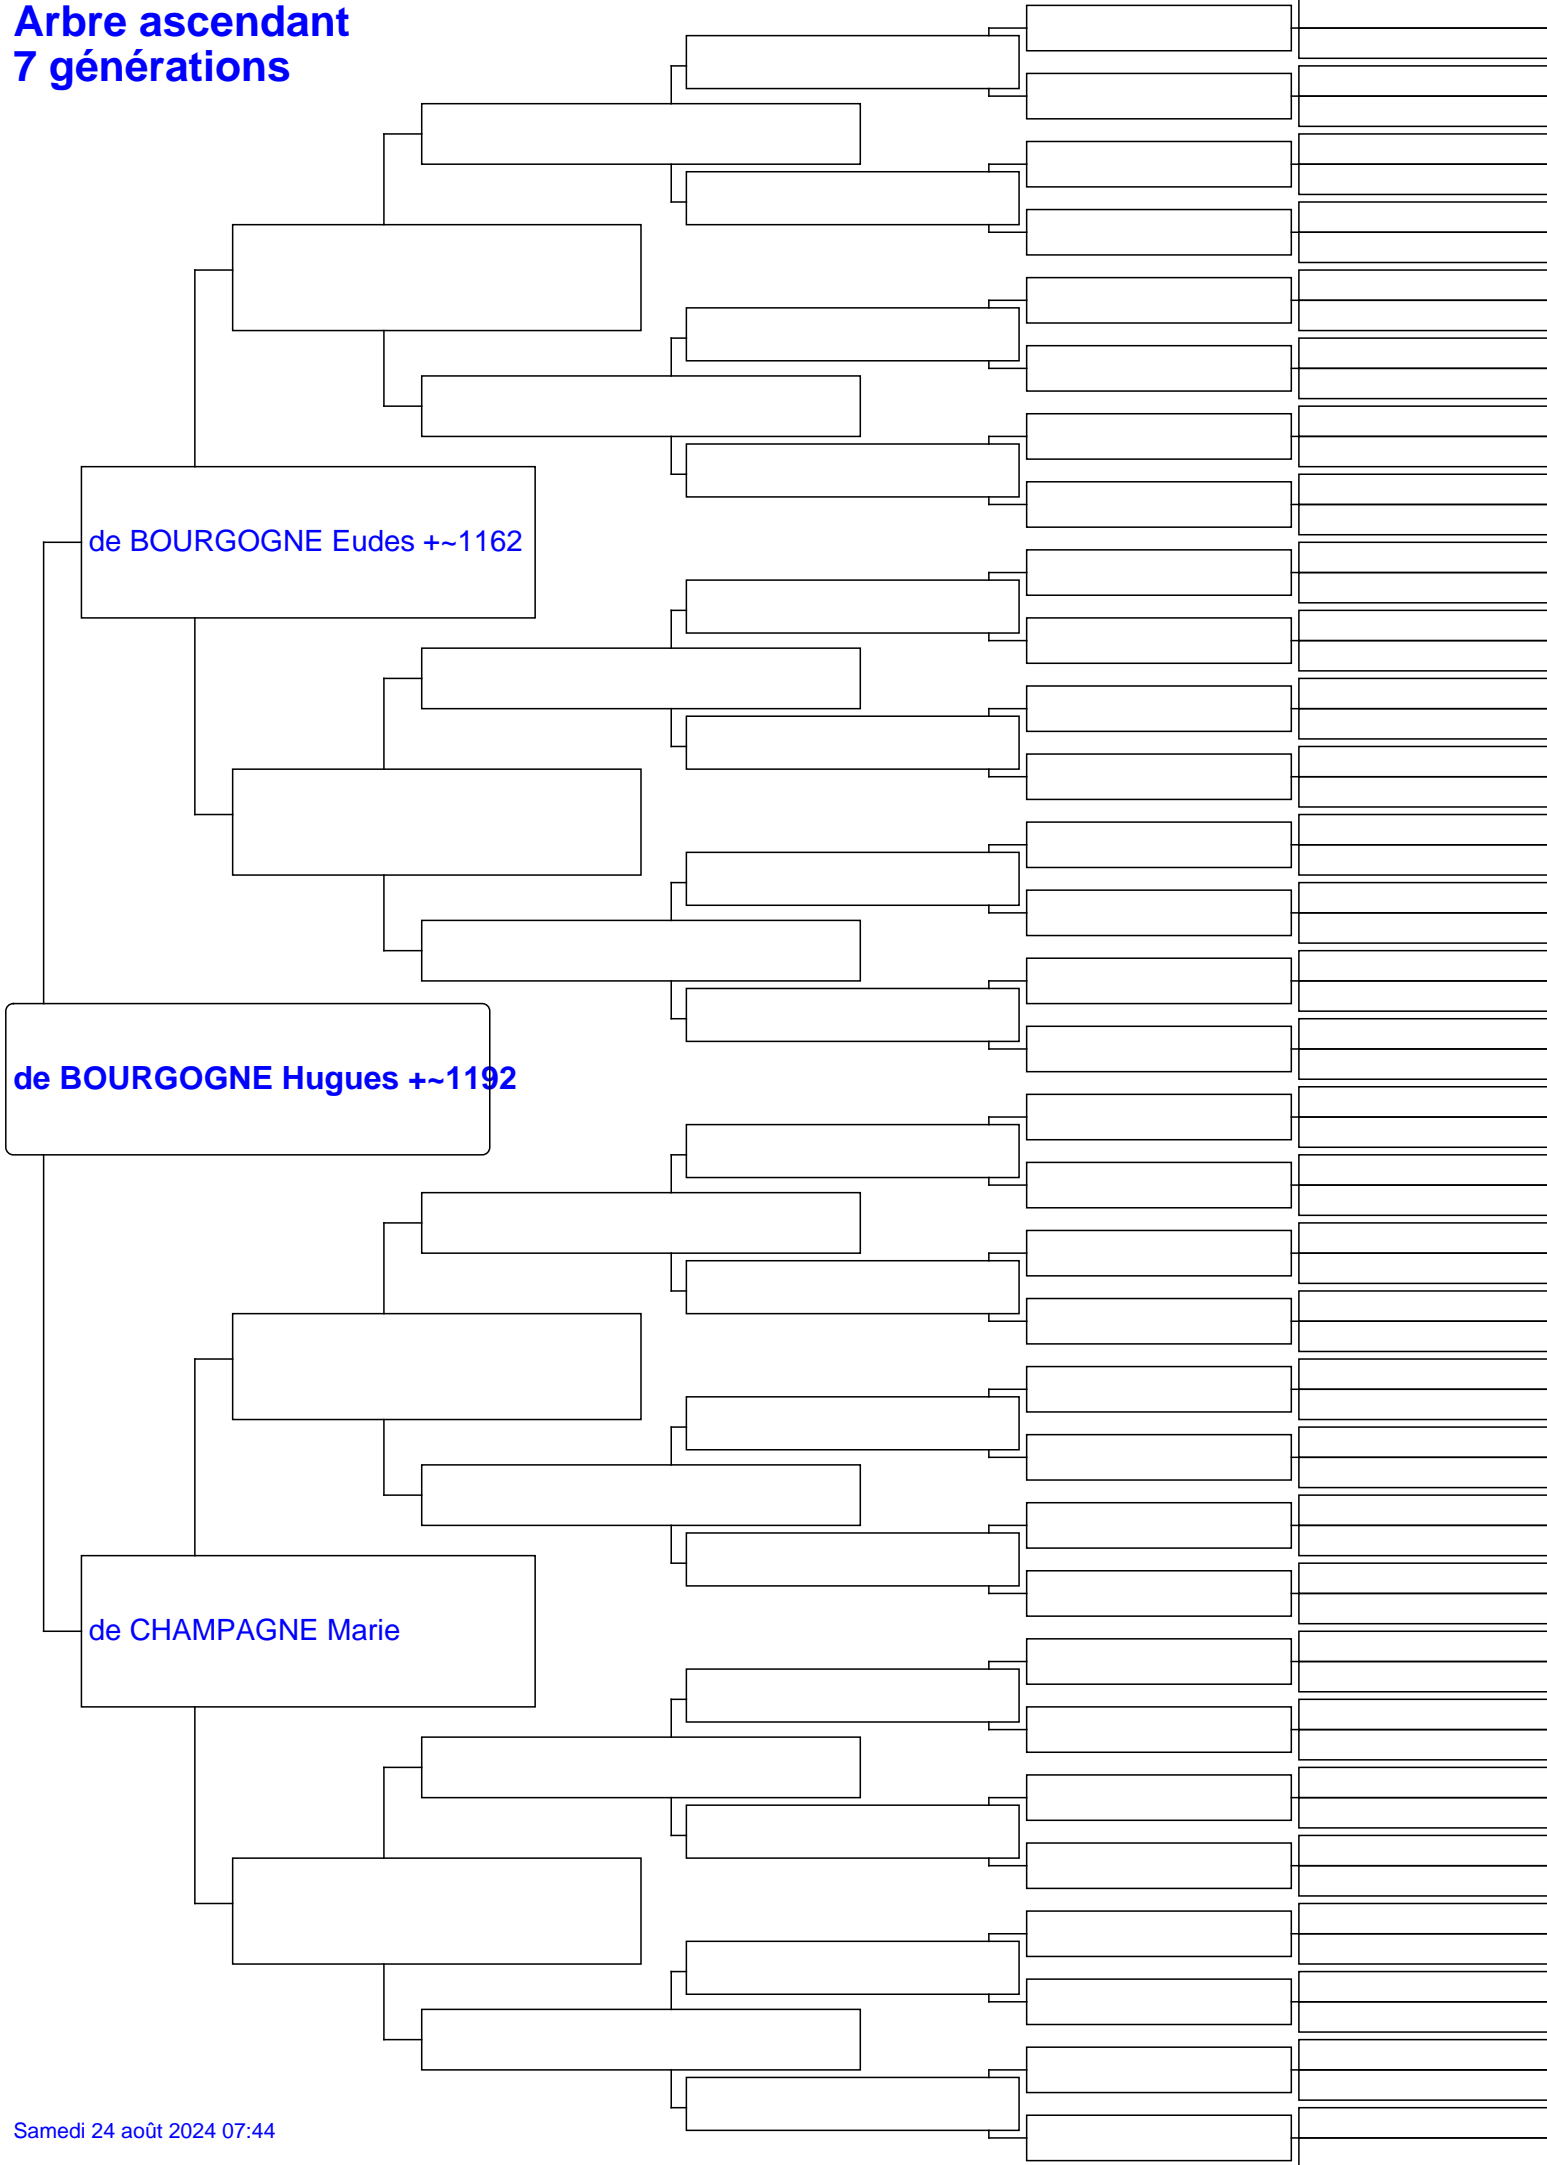 Arbre ascendant
7 générations
de BOURGOGNE Eudes +~1162
de BOURGOGNE Hugues +~1192
de CHAMPAGNE Marie
Samedi 24 août 2024 07:44